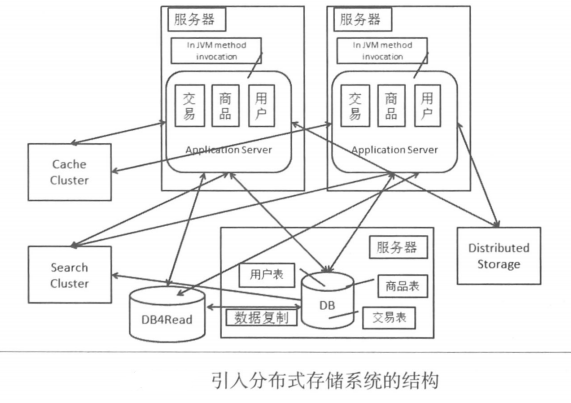 服务器
In JVM method
invocation
交易
商品
用户
Application Server
服务器
In JVM method
invocation
交易
商品
用户
Application Server
Cache
Cluster
Search
Cluster
DB4Read
数据复制
服务器
用户表
DB
商品表
交易表
Distributed
Storage
引入分布式存储系统的结构